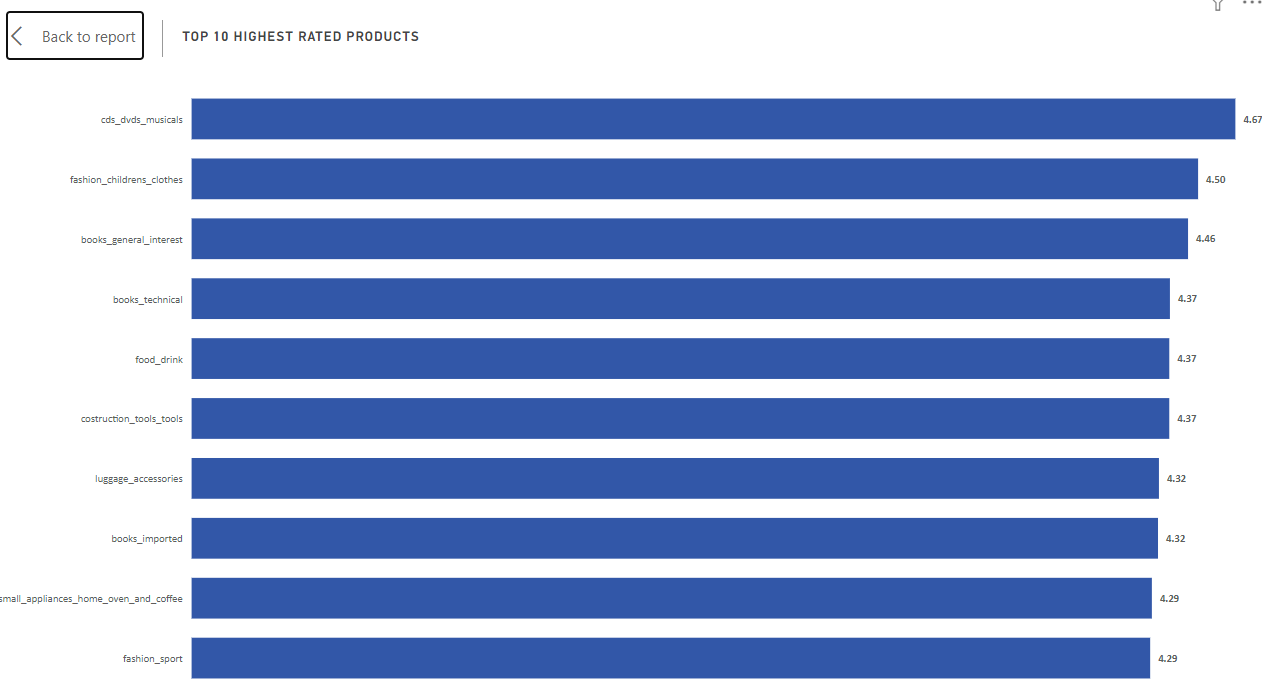 Back to report
TOP 10 HIGHEST RATED PRODUCTS
cds_dvds_musicals 4.67
fashion_childrens_clothes 4.50
books_general_interest 4.46
books_technical 4.37
food_drink 4.37
costruction_tools_tools 4.37
luggage_accessories 4.32
books_imported 4.32
small_appliances_home_oven_and_coffee 4.29
fashion_sport 4.29